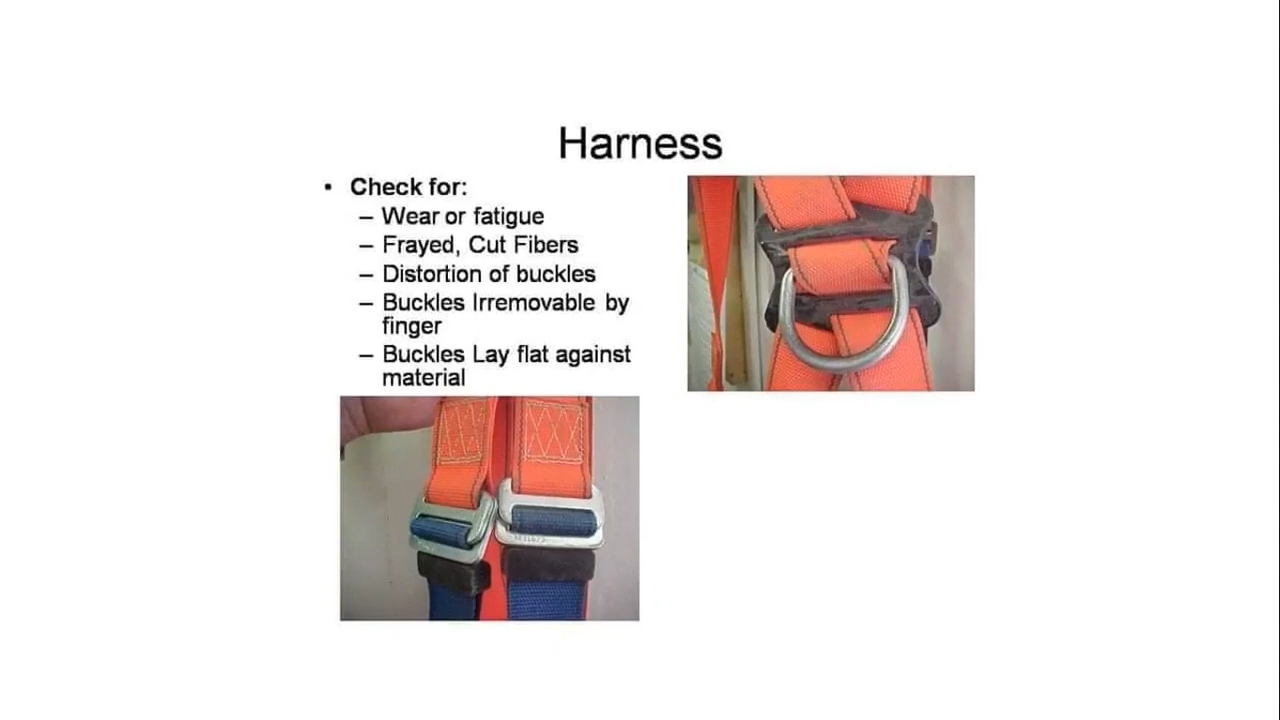 Harness
• Check for:
– Wear or fatigue
– Frayed, Cut Fibers
– Distortion of buckles
– Buckles Irremovable by
finger
– Buckles Lay flat against
material